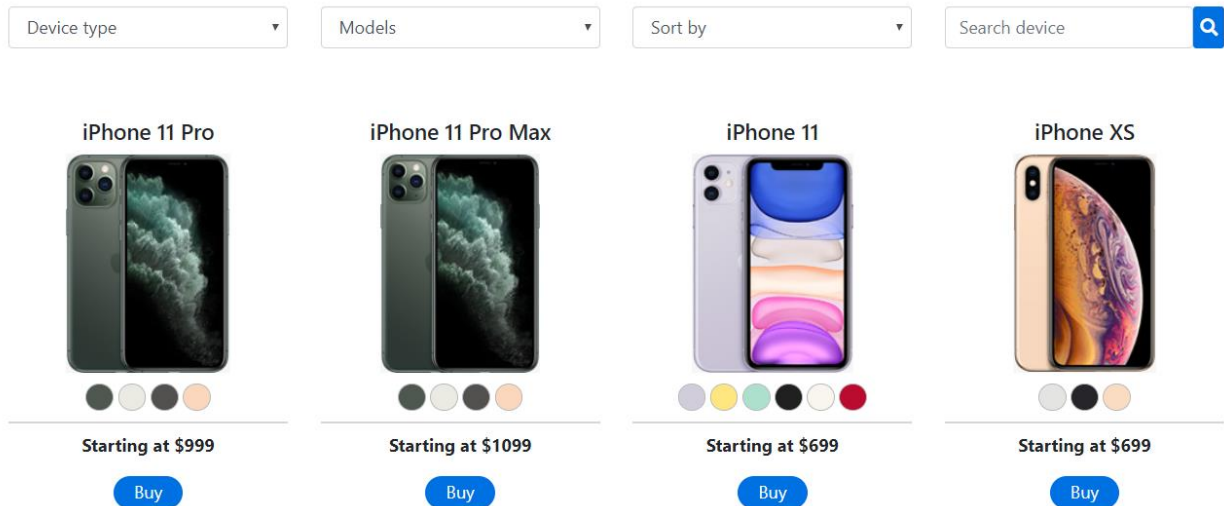 Device type
Models
Sort by
Search device
iPhone 11 Pro
iPhone 11 Pro Max
iPhone 11
iPhone XS
Starting at $999
Starting at $1099
Starting at $699
Starting at $699
Buy
Buy
Buy
Buy